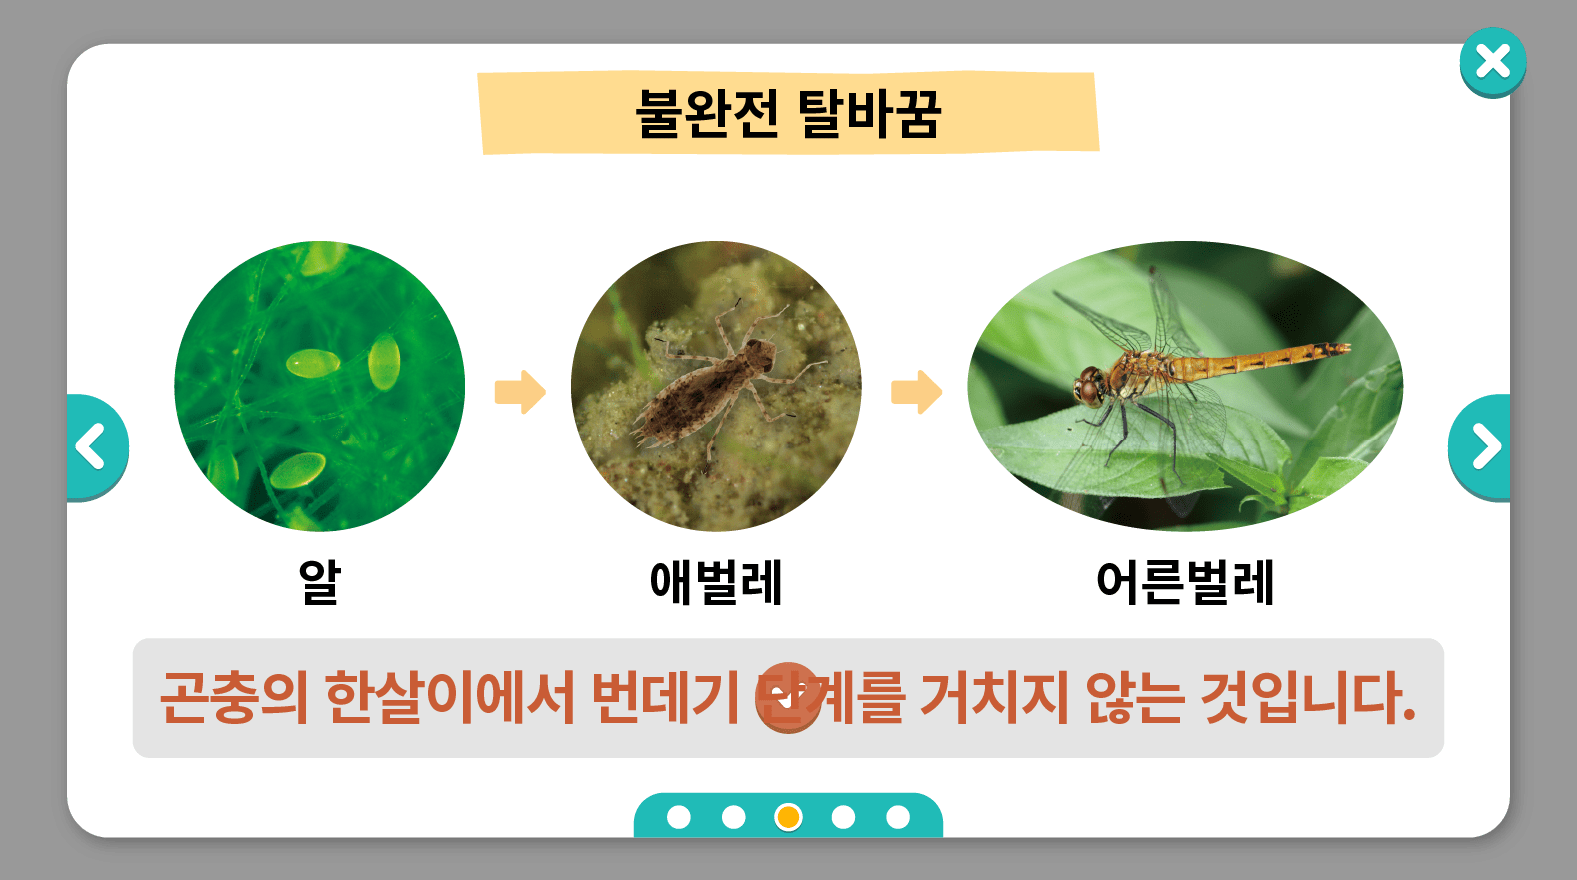 불완전 탈바꿈
알
애벌레
어른벌레
곤충의 한살이에서 번데기 단계를 거치지 않는 것입니다.